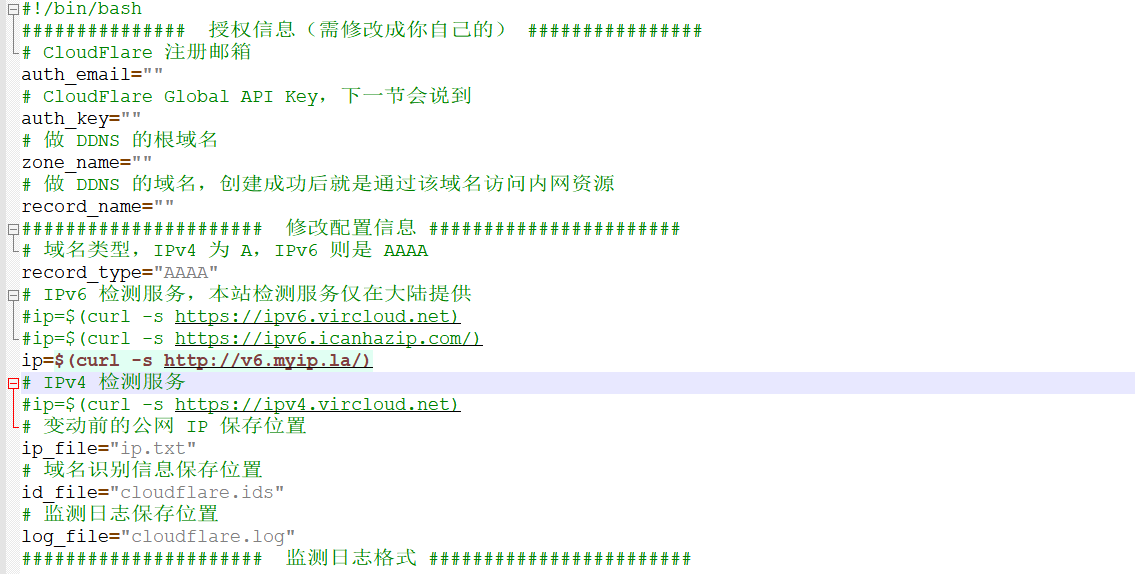 #!/bin/bash
###############  授权信息（需修改成你自己的） ################
# CloudFlare 注册邮箱
auth_email=""
# CloudFlare Global API Key，下一节会说到
auth_key=""
# 做 DDNS 的根域名
zone_name=""
# 做 DDNS 的域名，创建成功后就是通过该域名访问内网资源
record_name=""
######################  修改配置信息 #######################
# 域名类型，IPv4 为 A，IPv6 则是 AAAA
record_type="AAAA"
# IPv6 检测服务，本站检测服务仅在大陆提供
#ip=$(curl -s https://ipv6.vircloud.net)
#ip=$(curl -s https://ipv6.icanhazip.com/)
ip=$(curl -s http://v6.myip.la/)
# IPv4 检测服务
#ip=$(curl -s https://ipv4.vircloud.net)
# 变动前的公网 IP 保存位置
ip_file="ip.txt"
# 域名识别信息保存位置
id_file="cloudflare.ids"
# 监测日志保存位置
log_file="cloudflare.log"
######################  监测日志格式 ########################